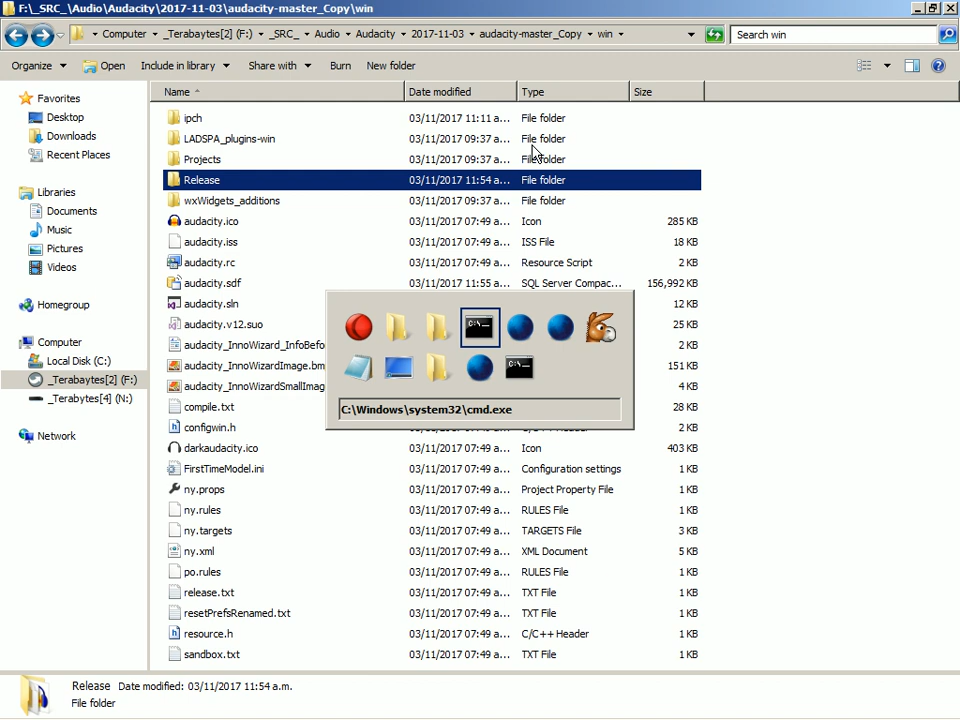 F:\_SRC_\Audio\Audacity\2017-11-03\audacity-master_Copy\win
Computer _Terabaytes[2] (F:) _SRC_ Audio Audacity 2017-11-03 audacity-master_Copy win Search win
Organize Open Include in library Share with Burn New folder
Name Date modified Type Size
Favorites
Desktop
Downloads
Recent Places
Libraries
Documents
Music
Pictures
Videos
Homegroup
Computer
Local Disk (C:)
_Terabaytes[2] (F:)
_Terabytes[4] (N:)
Network
ipch 03/11/2017 11:11 a... File folder
LADSPA_plugins-win 03/11/2017 09:37 a... File folder
Projects 03/11/2017 09:37 a... File folder
Release 03/11/2017 11:54 a... File folder
wxWidgets_additions 03/11/2017 09:37 a... File folder
audacity.ico 03/11/2017 07:49 a... Icon 285 KB
audacity.iss 03/11/2017 07:49 a... ISS File 18 KB
audacity.rc 03/11/2017 07:49 a... Resource Script 2 KB
audacity.sdf 03/11/2017 11:55 a... SQL Server Compac... 156,992 KB
audacity.sln 12 KB
audacity.v12.suo 25 KB
audacity_InnoWizard_InfoBefo 2 KB
audacity_InnoWizardImage.bm 151 KB
audacity_InnoWizardSmallImag 4 KB
compile.txt 28 KB
configwin.h 2 KB
C:\Windows\system32\cmd.exe
darkaudacity.ico 03/11/2017 07:49 a... Icon 403 KB
FirstTimeModel.ini 03/11/2017 07:49 a... Configuration settings 1 KB
ny.props 03/11/2017 07:49 a... Project Property File 1 KB
ny.rules 03/11/2017 07:49 a... RULES File 1 KB
ny.targets 03/11/2017 07:49 a... TARGETS File 3 KB
ny.xml 03/11/2017 07:49 a... XML Document 5 KB
po.rules 03/11/2017 07:49 a... RULES File 1 KB
release.txt 03/11/2017 07:49 a... TXT File 1 KB
resetPrefsRenamed.txt 03/11/2017 07:49 a... TXT File 1 KB
resource.h 03/11/2017 07:49 a... C/C++ Header 1 KB
sandbox.txt 03/11/2017 07:49 a... TXT File 1 KB
Release Date modified: 03/11/2017 11:54 a.m.
File folder